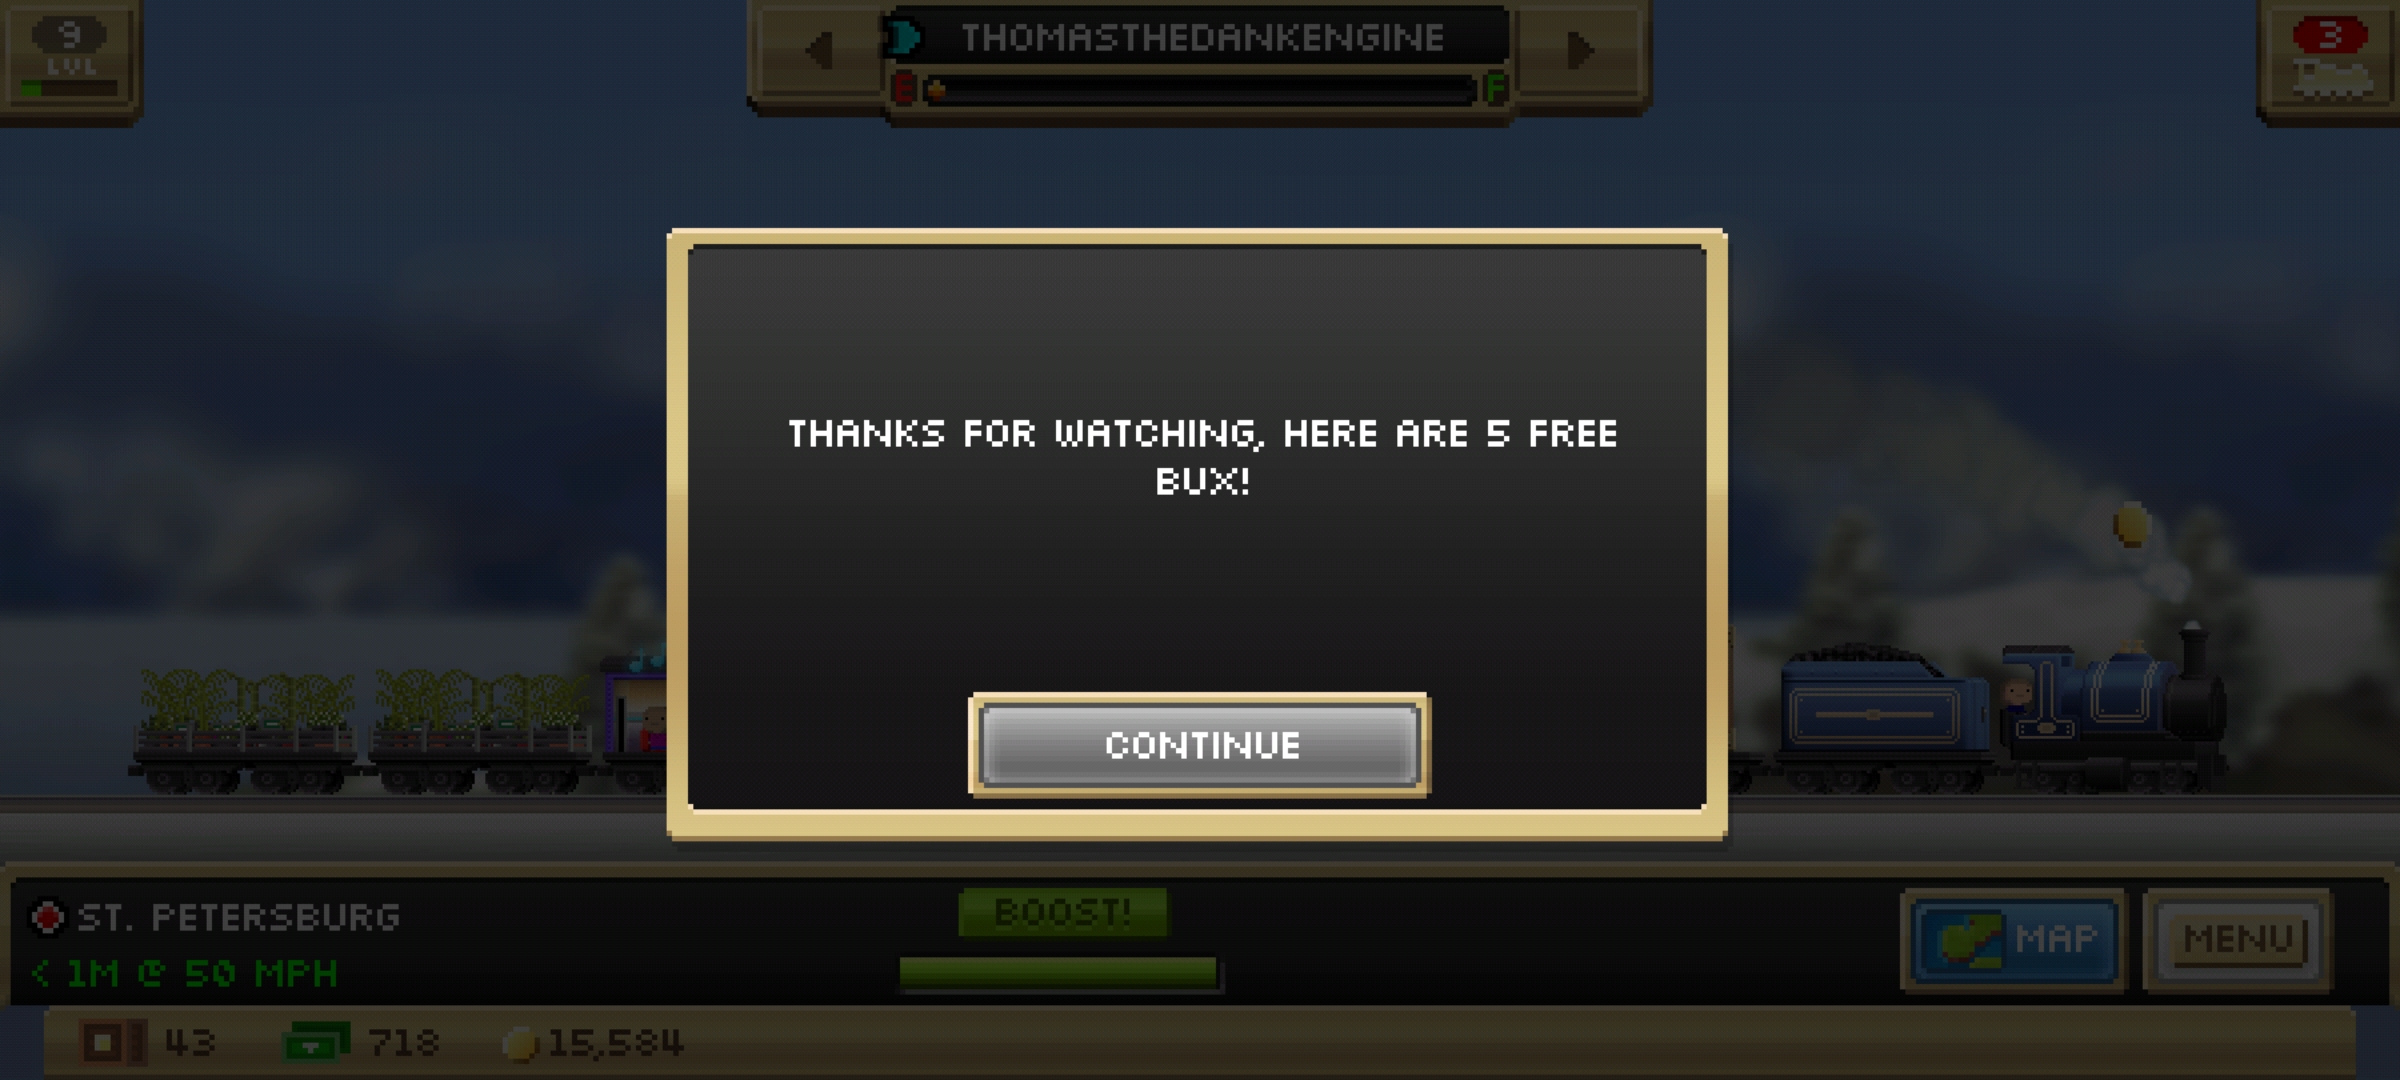 9
LVL
THOMASTHEDANKENGINE
E F
3
THANKS FOR WATCHING, HERE ARE 5 FREE
BUX!
CONTINUE
ST. PETERSBURG
< 1M @ 50 MPH
BOOST!
MAP
MENU
43
718
15,584